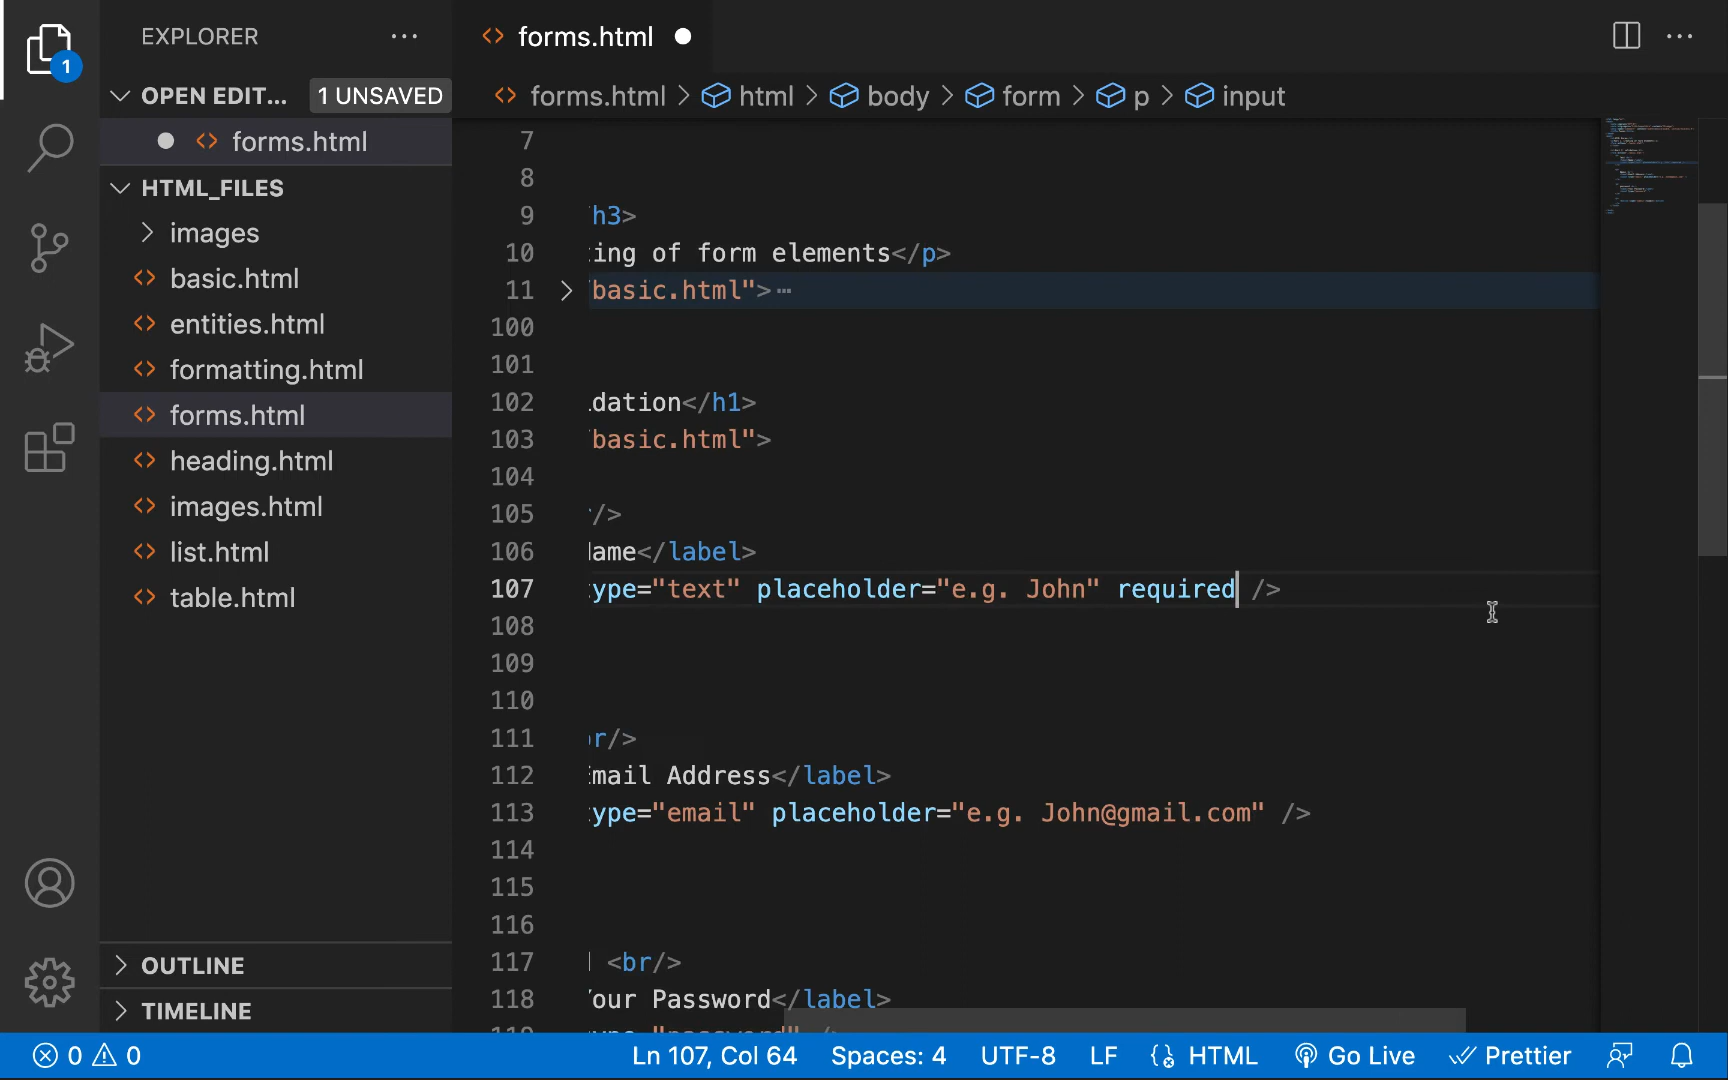 EXPLORER
OPEN EDIT... 1 UNSAVED
forms.html
HTML_FILES
images
basic.html
entities.html
formatting.html
forms.html
heading.html
images.html
list.html
table.html
OUTLINE
TIMELINE
1
forms.html
forms.html > html > body > form > p > input
7
8
9 /h3>
10 ing of form elements</p>
11 basic.html">
100
101
102 dation</h1>
103 basic.html">
104
105 />
106 ame</label>
107 ype="text" placeholder="e.g. John" required />
108
109
110
111 r/>
112 mail Address</label>
113 ype="email" placeholder="e.g. John@gmail.com" />
114
115
116
117 <br/>
118 our Password</label>
0 0 Ln 107, Col 64 Spaces: 4 UTF-8 LF HTML Go Live Prettier